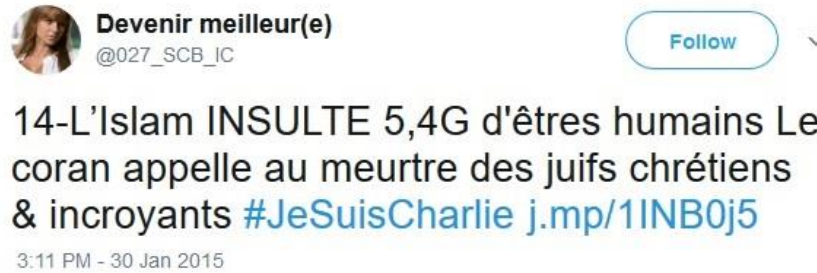 Devenir meilleur(e)
@027_SCB_IC
Follow
14-L’Islam INSULTE 5,4G d'êtres humains Le
coran appelle au meurtre des juifs chrétiens
& incroyants #JeSuisCharlie j.mp/1INB0j5
3:11 PM - 30 Jan 2015